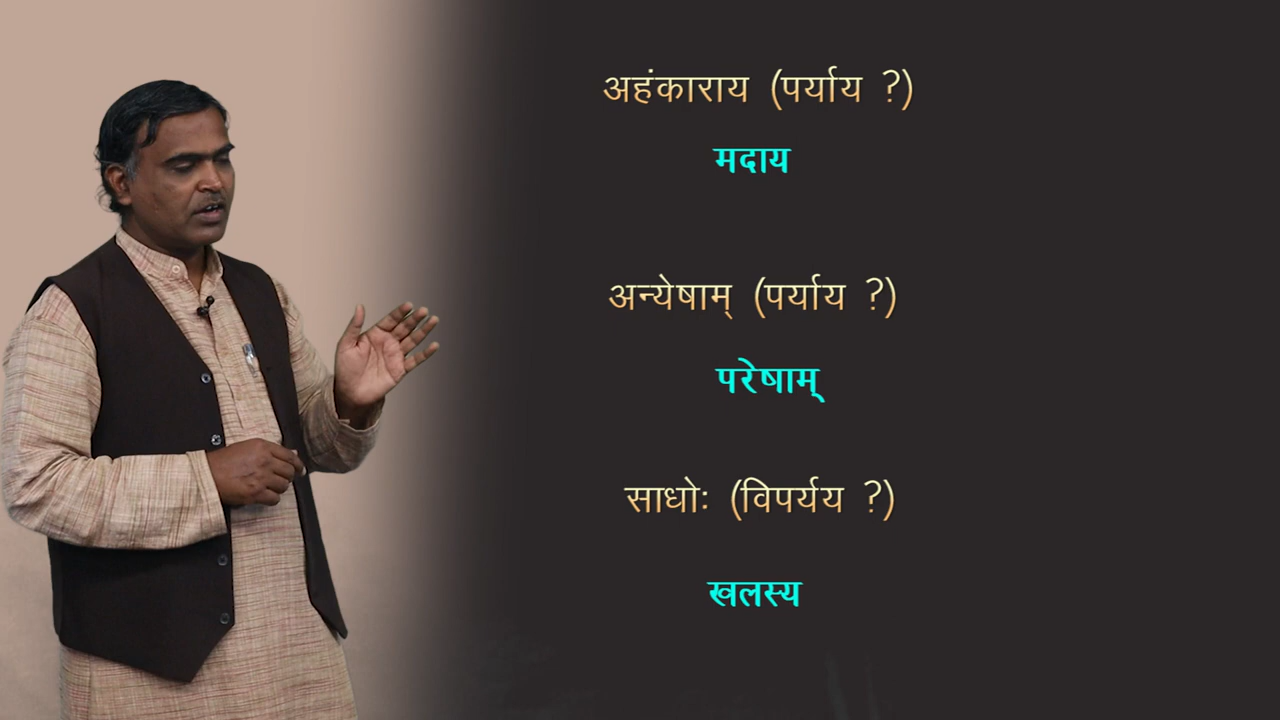 अहंकाराय (पर्याय ?)
मदाय
अन्येषाम् (पर्याय ?)
परेषाम्
साधोः (विपर्यय ?)
खलस्य